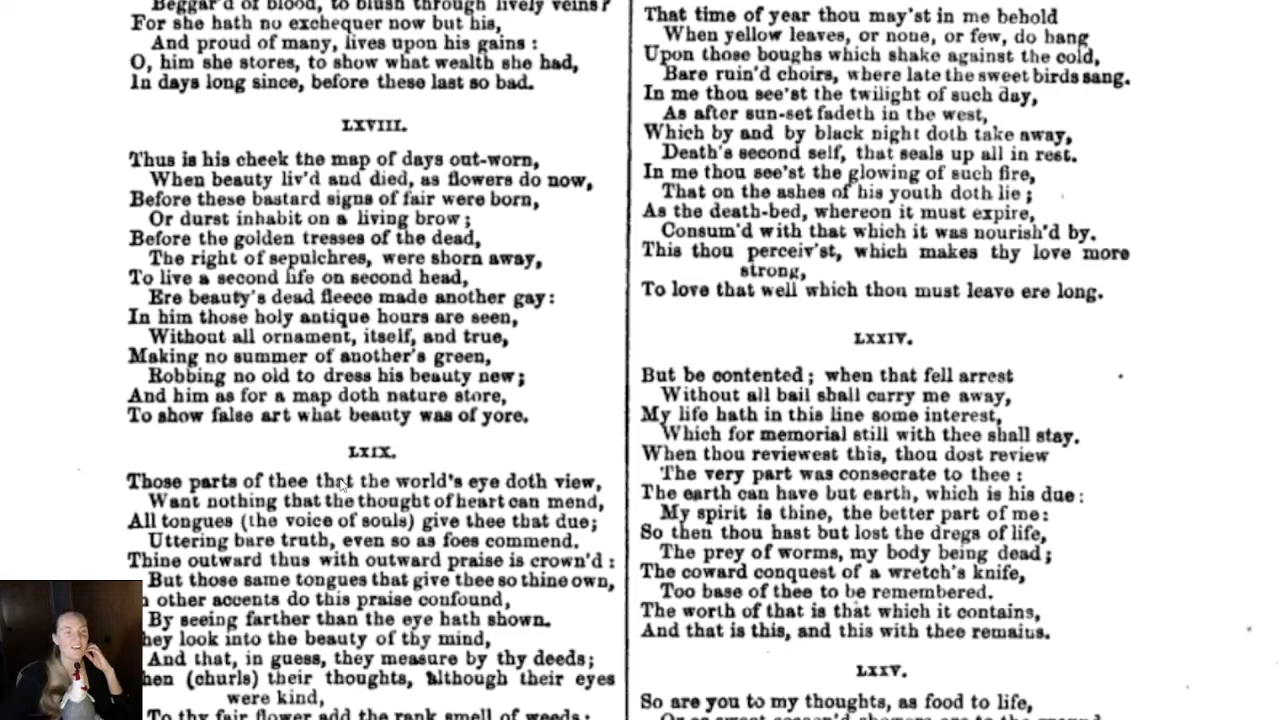 Beggar'd of blood, to blush through lively veins?
For she hath no exchequer now but his,
And proud of many, lives upon his gains :
O, him she stores, to show what wealth she had,
In days long since, before these last so bad.
LXVIII.
Thus is his cheek the map of days out-worn,
When beauty liv'd and died, as flowers do now,
Before these bastard signs of fair were born,
Or durst inhabit on a living brow;
Before the golden tresses of the dead,
The right of sepulchres, were shorn away,
To live a second life on second head,
Ere beauty's dead fleece made another gay:
In him those holy antique hours are seen,
Without all ornament, itself, and true,
Making no summer of another's green,
Robbing no old to dress his beauty new;
And him as for a map doth nature store,
To show false art what beauty was of yore.
LXIX.
Those parts of thee that the world's eye doth view,
Want nothing that the thought of heart can mend,
All tongues (the voice of souls) give thee that due;
Uttering bare truth, even so as foes commend.
Thine outward thus with outward praise is crown'd :
But those same tongues that give thee so thine own,
other accents do this praise confound,
By seeing farther than the eye hath shown.
hey look into the beauty of thy mind,
And that, in guess, they measure by thy deeds;
hen (churls) their thoughts, although their eyes
were kind,
To thy fair flower add the rank smell of weeds:
That time of year thou may'st in me behold
When yellow leaves, or none, or few, do hang
Upon those boughs which shake against the cold,
Bare ruin'd choirs, where late the sweet birds sang.
In me thou see'st the twilight of such day,
As after sun-set fadeth in the west,
Which by and by black night doth take away,
Death's second self, that seals up all in rest.
In me thou see'st the glowing of such fire,
That on the ashes of his youth doth lie ;
As the death-bed, whereon it must expire,
Consum'd with that which it was nourish'd by.
This thou perceiv'st, which makes thy love more
strong,
To love that well which thou must leave ere long.
LXXIV.
But be contented ; when that fell arrest
Without all bail shall carry me away,
My life hath in this line some interest,
Which for memorial still with thee shall stay.
When thou reviewest this, thou dost review
The very part was consecrate to thee :
The earth can have but earth, which is his due :
My spirit is thine, the better part of me:
So then thou hast but lost the dregs of life,
The prey of worms, my body being dead ;
The coward conquest of a wretch's knife,
Too base of thee to be remembered.
The worth of that is that which it contains,
And that is this, and this with thee remains.
LXXV.
So are you to my thoughts, as food to life,